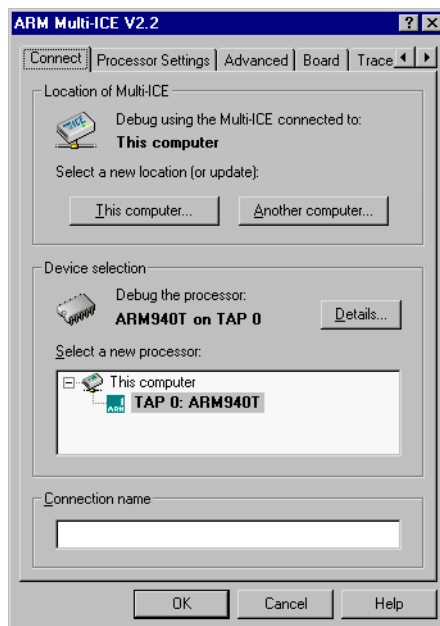 ARM Multi-ICE V2.2
Connect Processor Settings Advanced Board Trace
Location of Multi-ICE
Debug using the Multi-ICE connected to:
This computer
Select a new location (or update):
This computer... Another computer...
Device selection
Debug the processor:
ARM940T on TAP 0
Details...
Select a new processor:
This computer
TAP 0: ARM940T
Connection name
OK Cancel Help